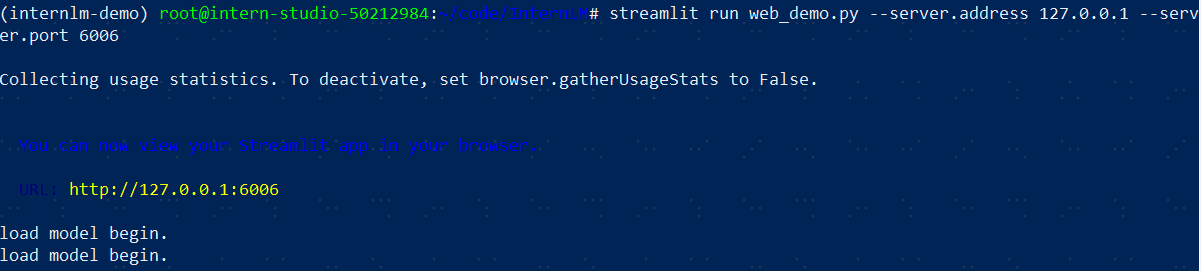 (internlm-demo) root@intern-studio-50212984:~/code/InternLM# streamlit run web_demo.py --server.address 127.0.0.1 --serv
er.port 6006
Collecting usage statistics. To deactivate, set browser.gatherUsageStats to False.
You can now view your Streamlit app in your browser.
URL: http://127.0.0.1:6006
load model begin.
load model begin.